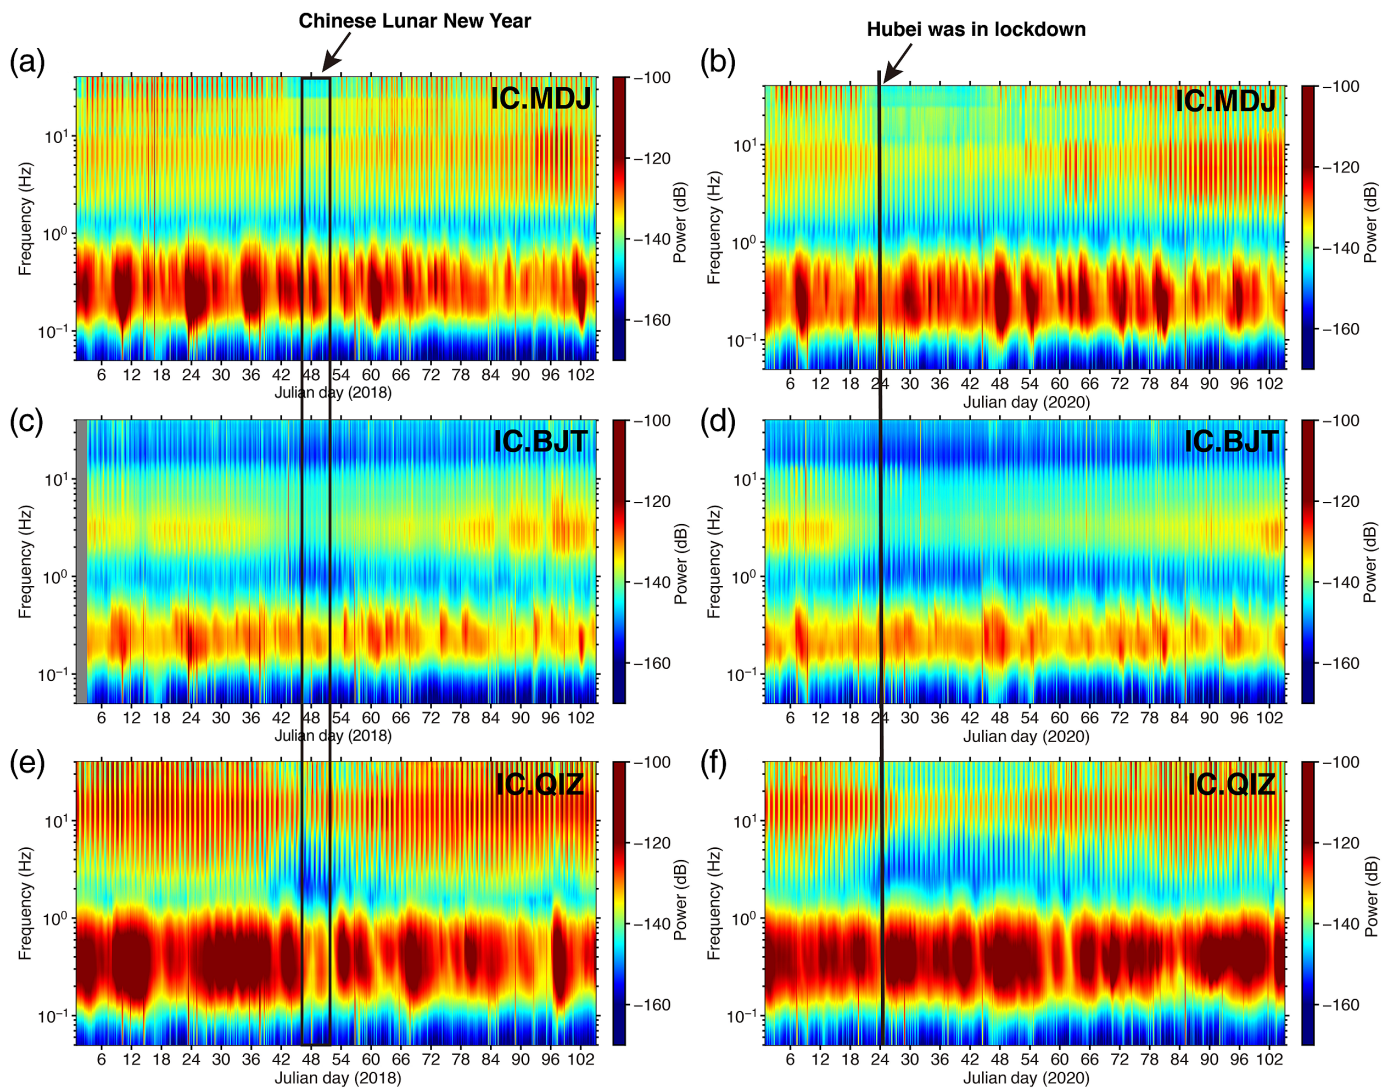 Chinese Lunar New Year
Hubei was in lockdown
(a)
IC.MDJ
Frequency (Hz)
10¹
10⁰
10⁻¹
6 12 18 24 30 36 42 48 54 60 66 72 78 84 90 96 102
Julian day (2018)
−100
−120
−140
−160
Power (dB)
(b)
IC.MDJ
Frequency (Hz)
10¹
10⁰
10⁻¹
6 12 18 24 30 36 42 48 54 60 66 72 78 84 90 96 102
Julian day (2020)
−100
−120
−140
−160
Power (dB)
(c)
IC.BJT
Frequency (Hz)
10¹
10⁰
10⁻¹
6 12 18 24 30 36 42 48 54 60 66 72 78 84 90 96 102
Julian day (2018)
−100
−120
−140
−160
Power (dB)
(d)
IC.BJT
Frequency (Hz)
10¹
10⁰
10⁻¹
6 12 18 24 30 36 42 48 54 60 66 72 78 84 90 96 102
Julian day (2020)
−100
−120
−140
−160
Power (dB)
(e)
IC.QIZ
Frequency (Hz)
10¹
10⁰
10⁻¹
6 12 18 24 30 36 42 48 54 60 66 72 78 84 90 96 102
Julian day (2018)
−100
−120
−140
−160
Power (dB)
(f)
IC.QIZ
Frequency (Hz)
10¹
10⁰
10⁻¹
6 12 18 24 30 36 42 48 54 60 66 72 78 84 90 96 102
Julian day (2020)
−100
−120
−140
−160
Power (dB)